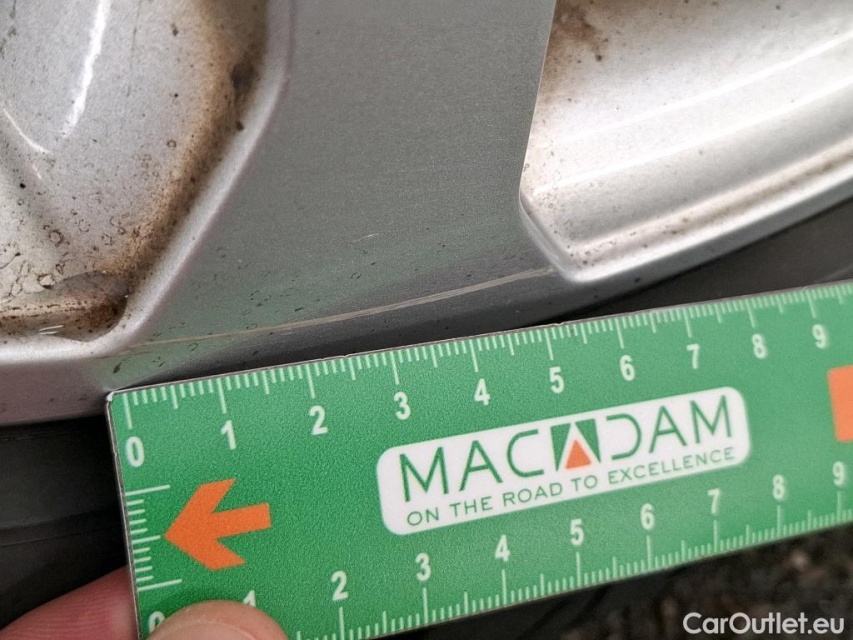 0 1 2 3 4 5 6 7 8 9
MACADAM
ON THE ROAD TO EXCELLENCE
2 3 4 5 6 7 8 9
CarOutlet.eu